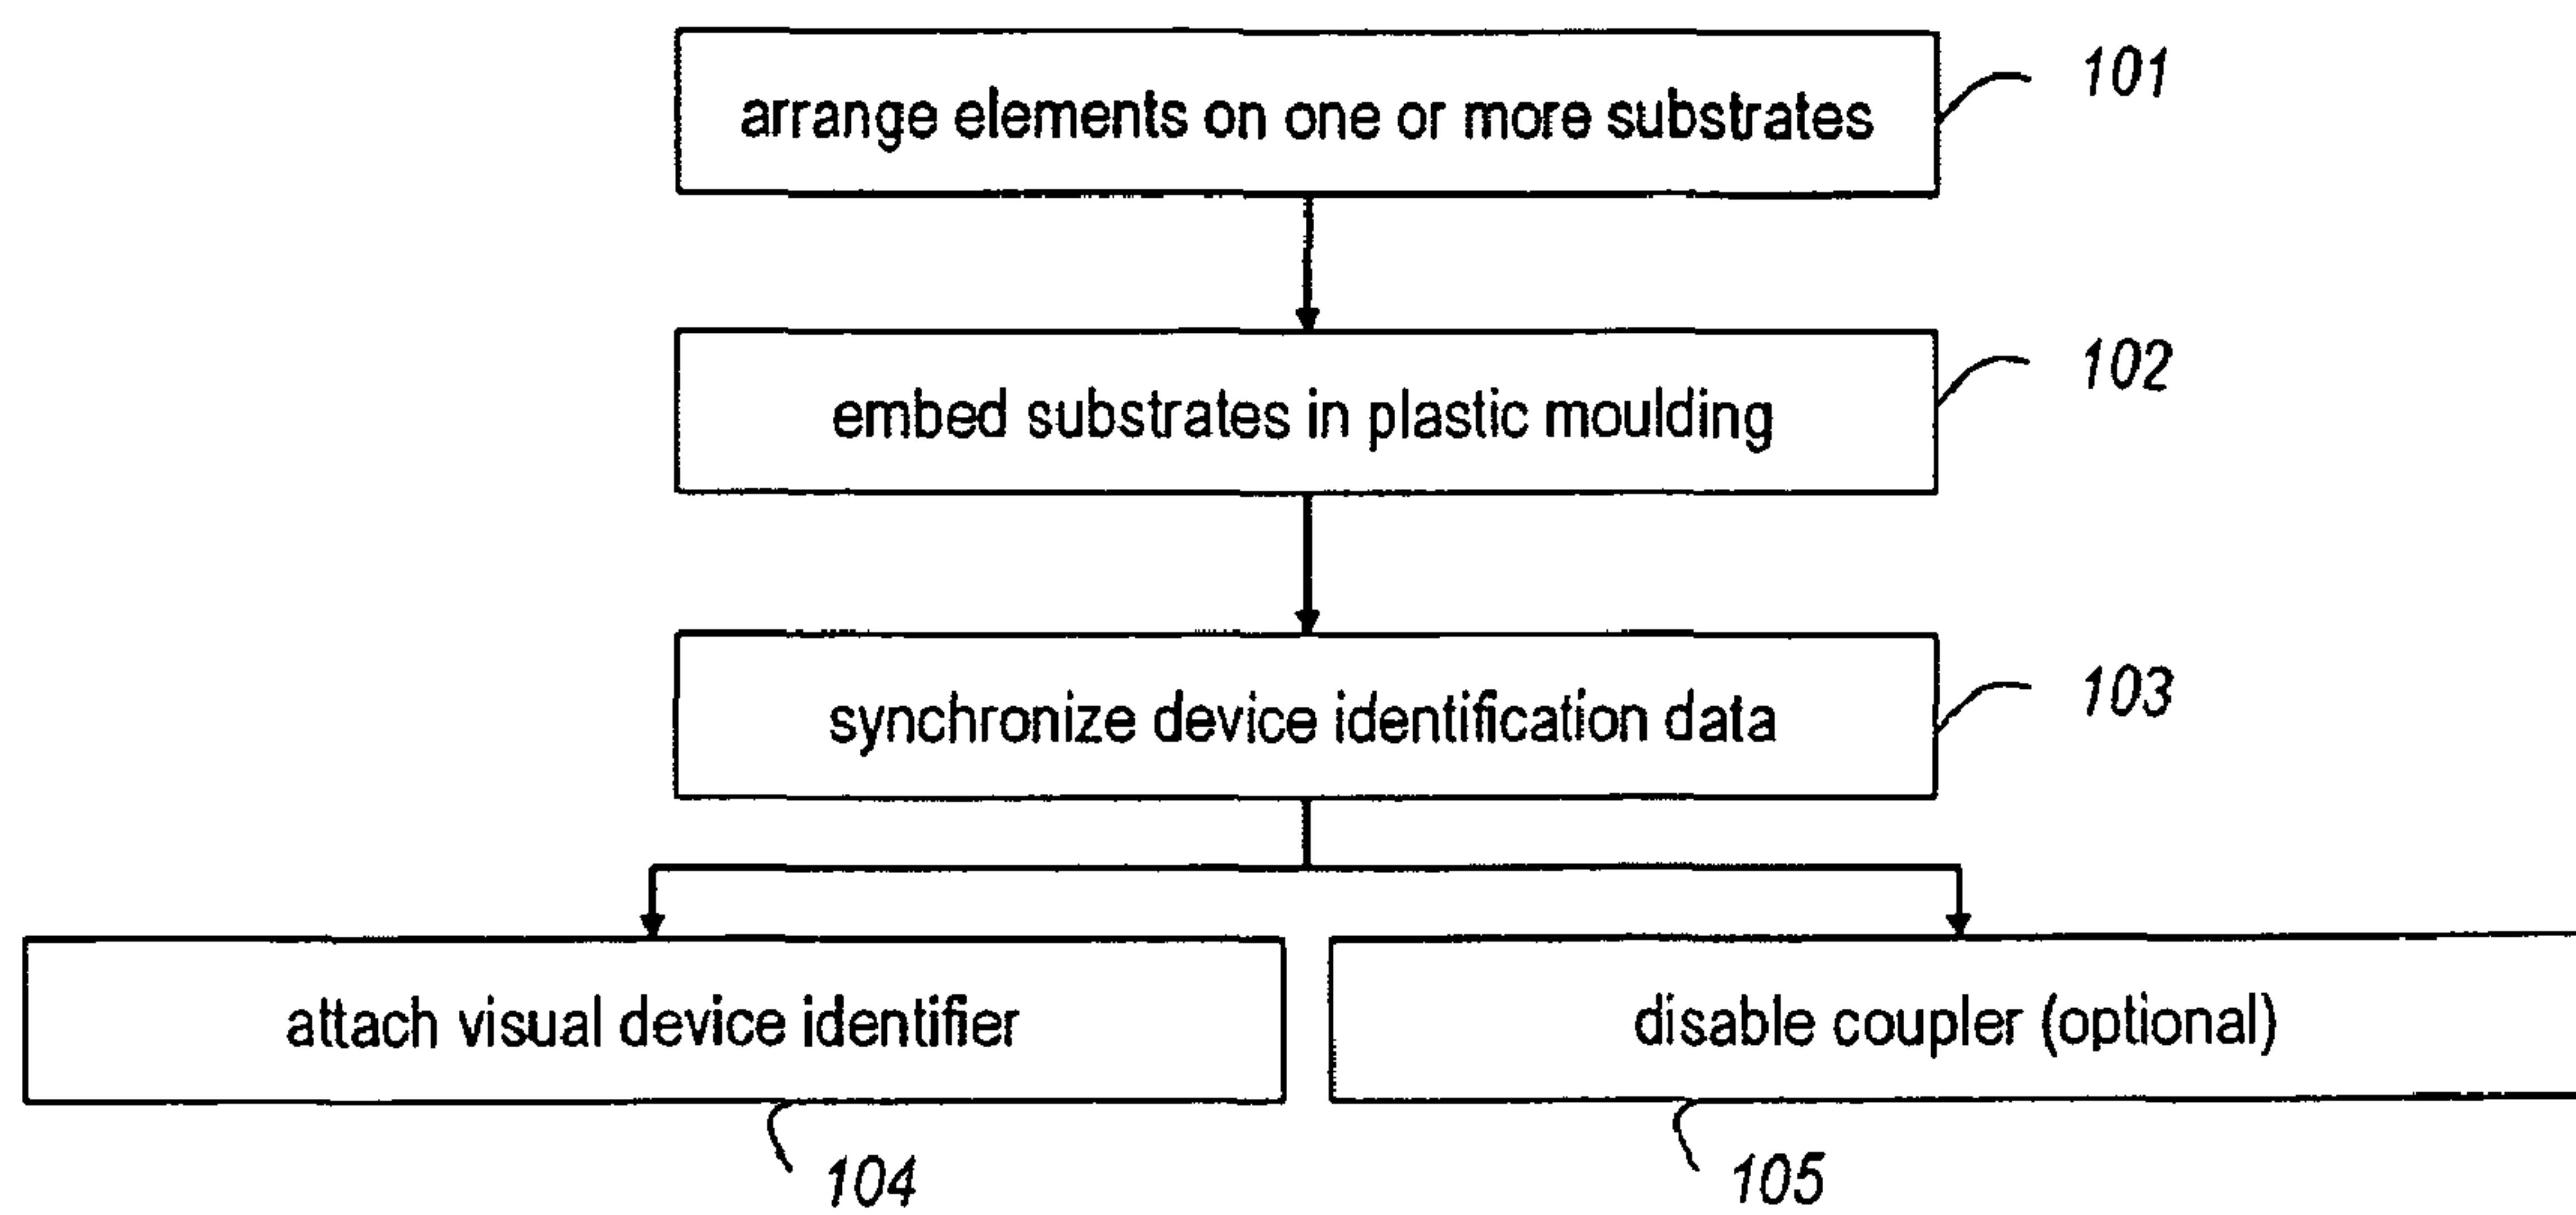 arrange elements on one or more substrates
101
embed substrates in plastic moulding
102
synchronize device identification data
103
attach visual device identifier
disable coupler (optional)
104
105